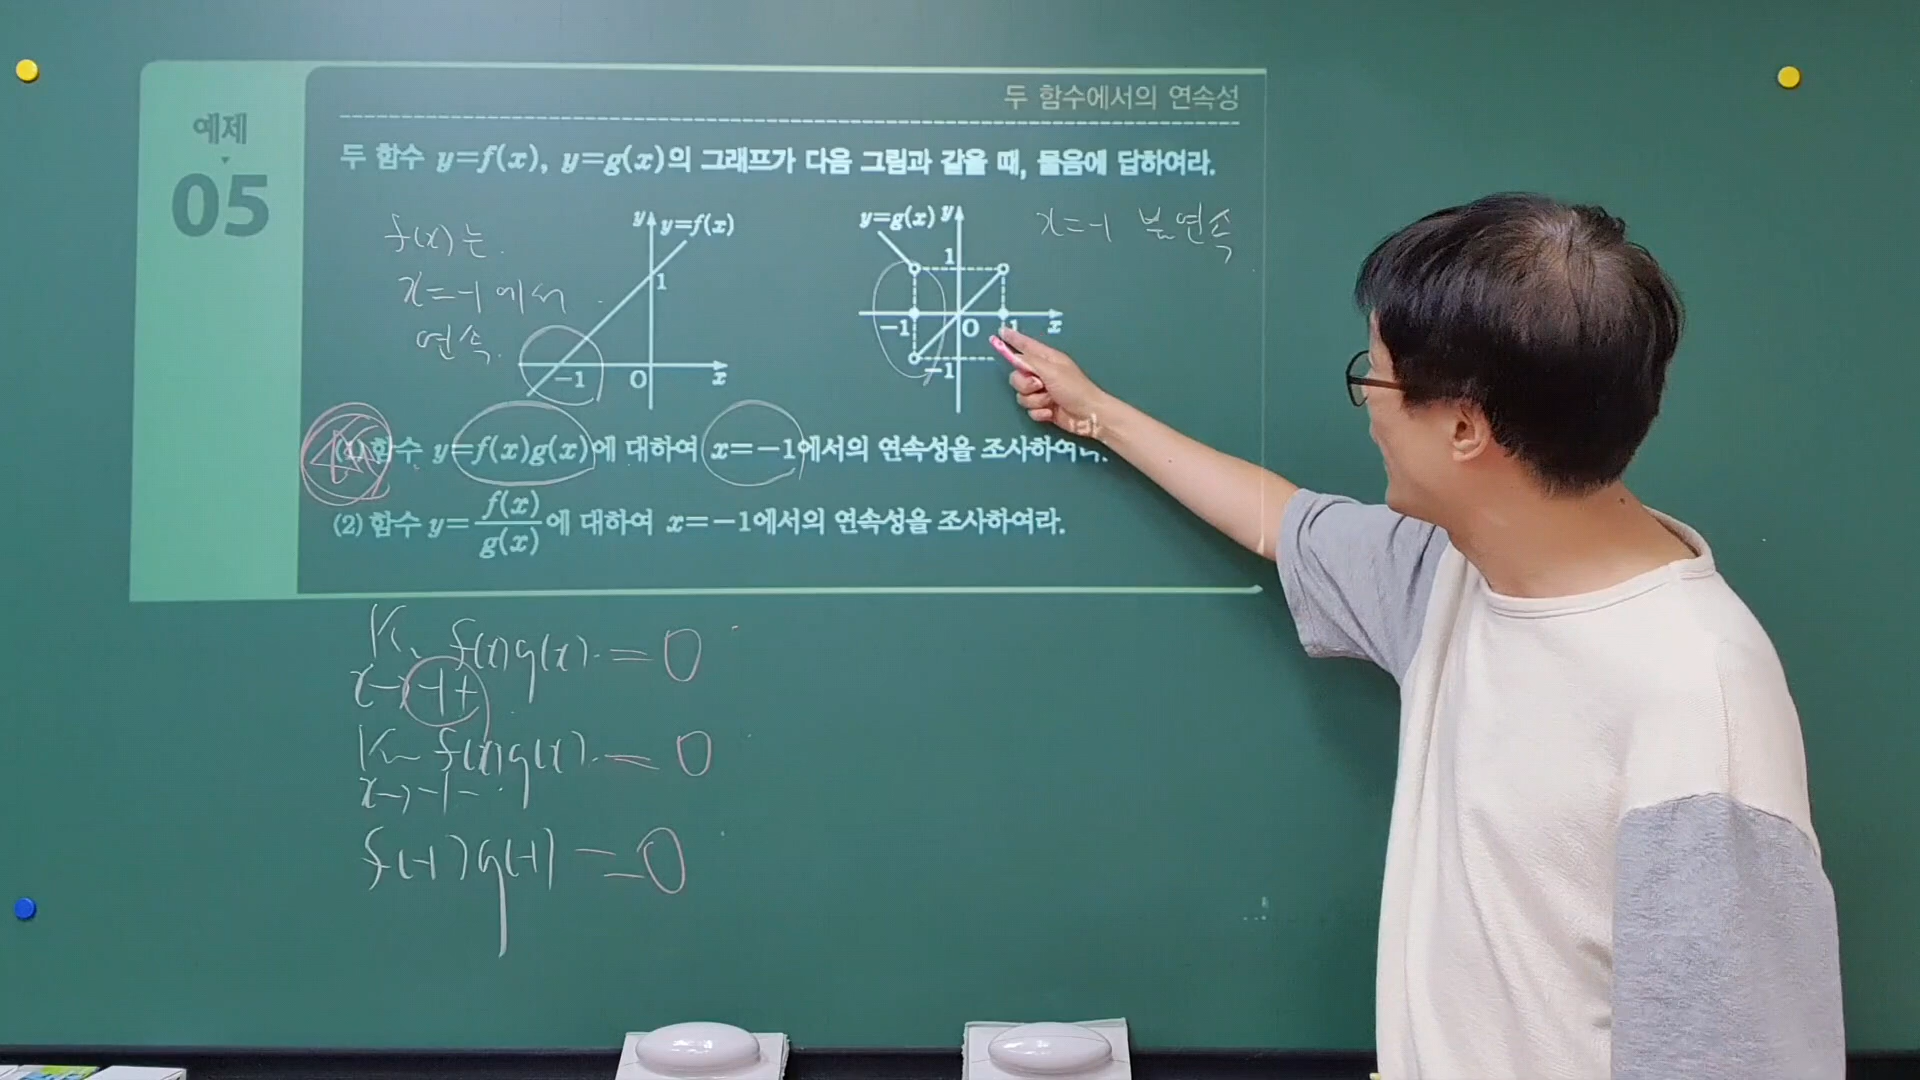 두 함수에서의 연속성
예제
05
두 함수 y=f(x), y=g(x)의 그래프가 다음 그림과 같을 때, 물음에 답하여라.
f(x)는
x=-1에서
연속.
y
y=f(x)
1
-1
O
x
y=g(x)
y
1
-1
O
1
x
-1
x=-1 불연속
(1) 함수 y=f(x)g(x)에 대하여 x=-1에서의 연속성을 조사하여라.
(2) 함수 y=f(x)/g(x)에 대하여 x=-1에서의 연속성을 조사하여라.
lim f(x)g(x) = 0
x→-1+
lim f(x)g(x) = 0
x→-1-
f(-1)g(-1) = 0